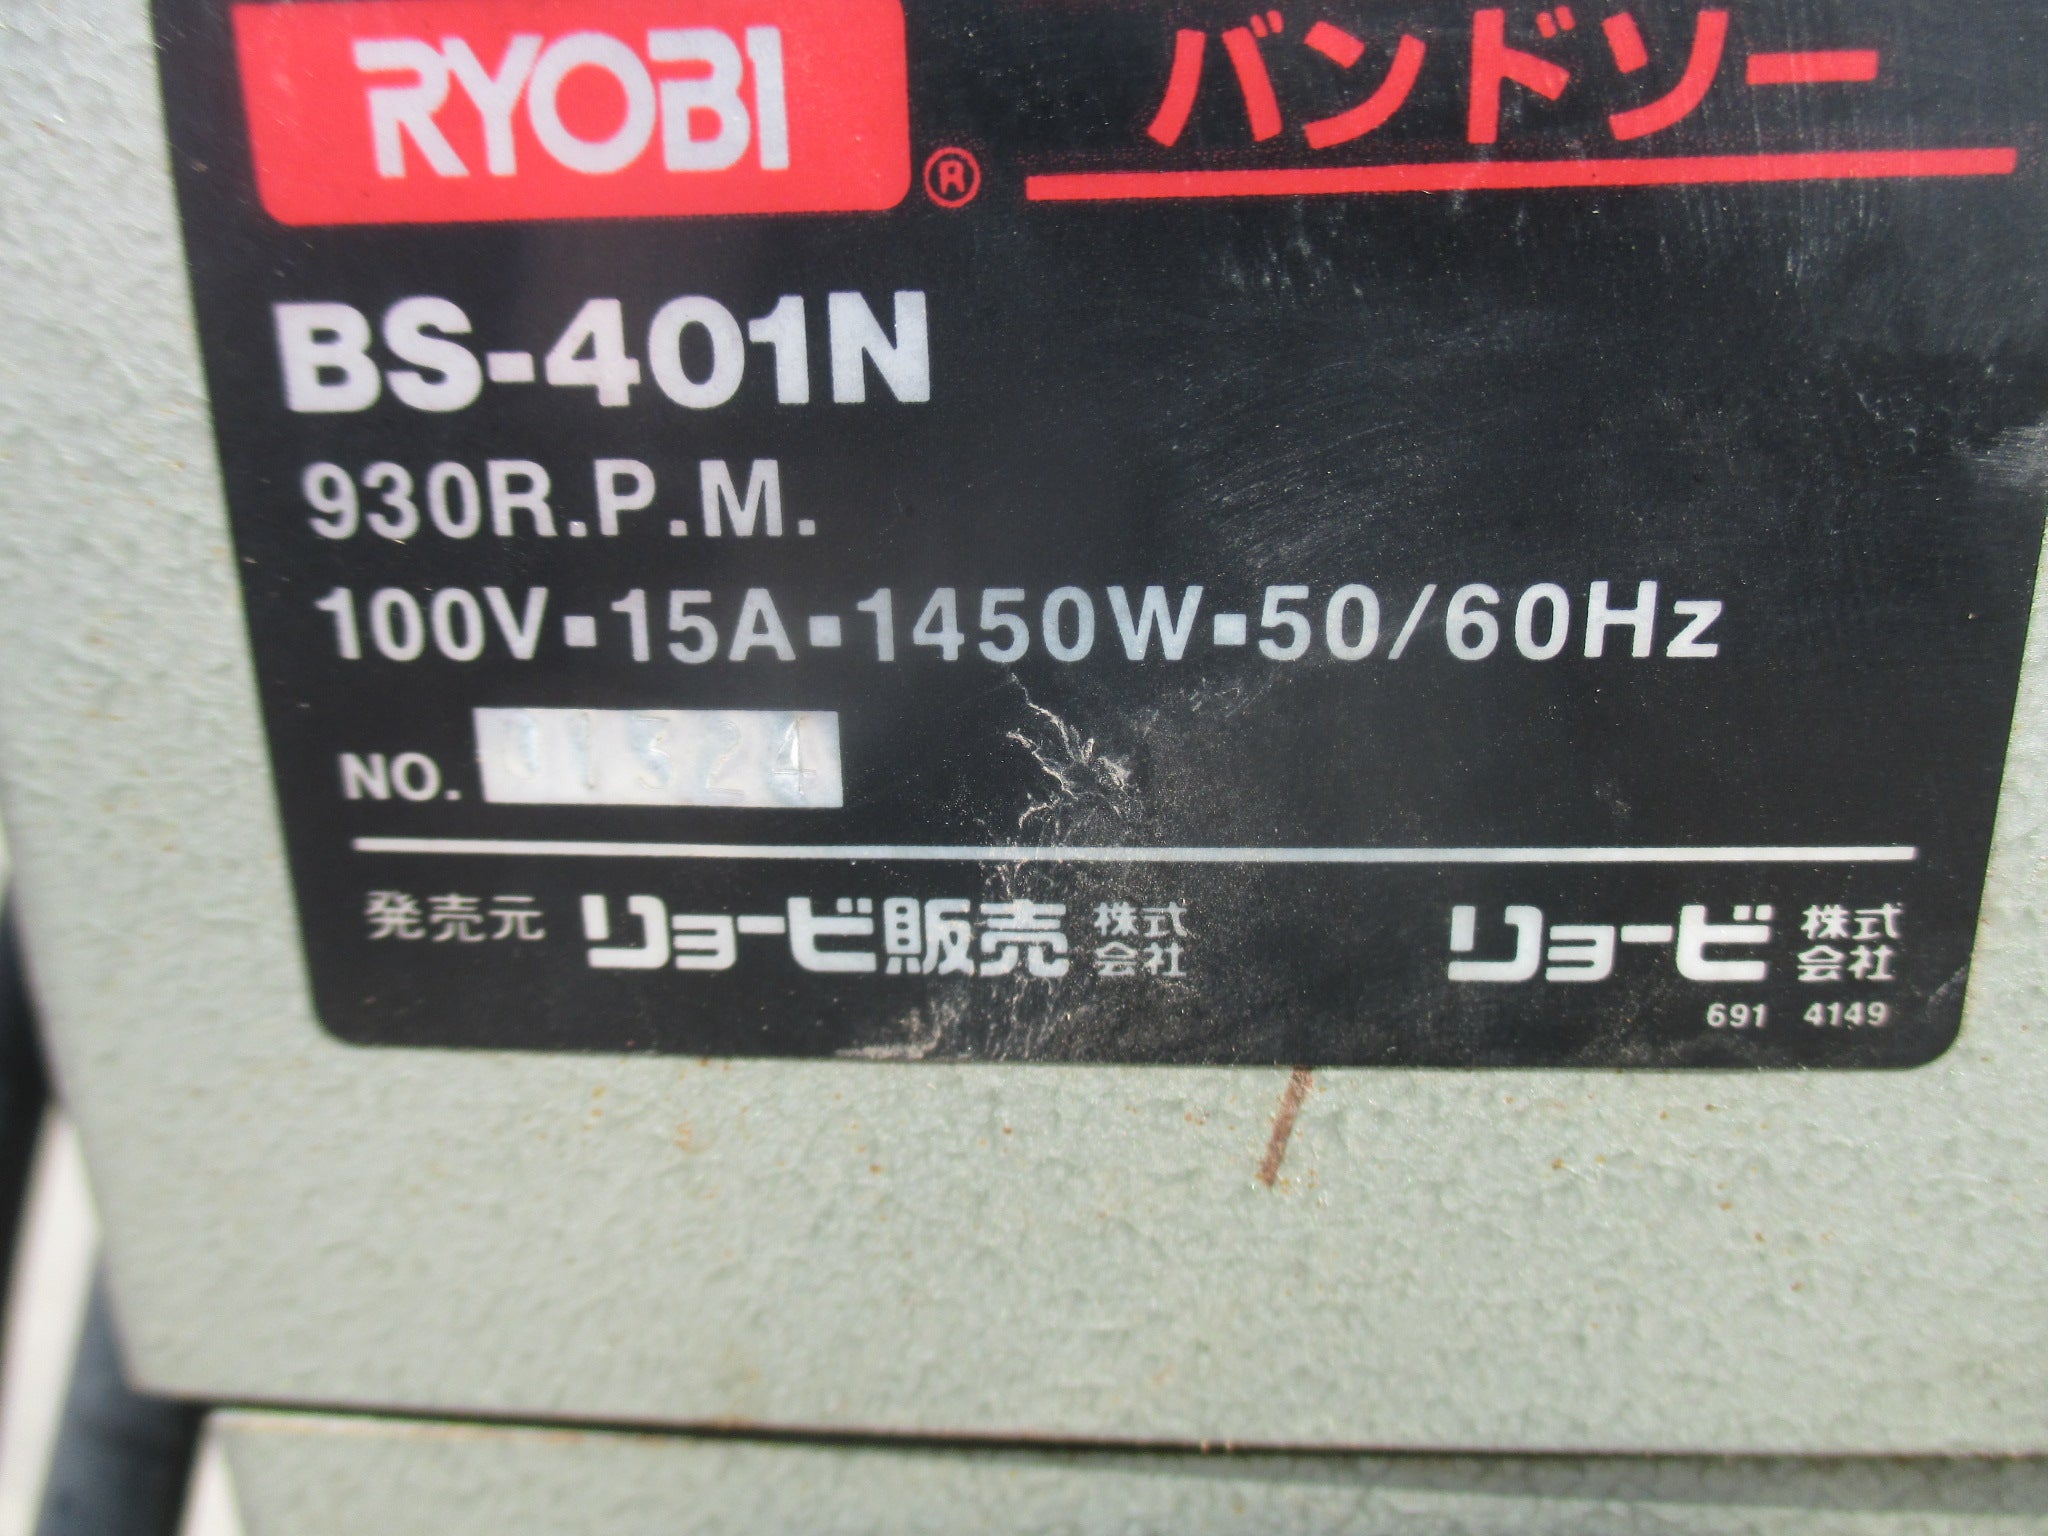 RYOBI ® バンドソー
BS-401N
930R.P.M.
100V▪15A▪1450W▪50/60Hz
NO. 01324
発売元 リョービ販売株式会社 リョービ株式会社
691 4149